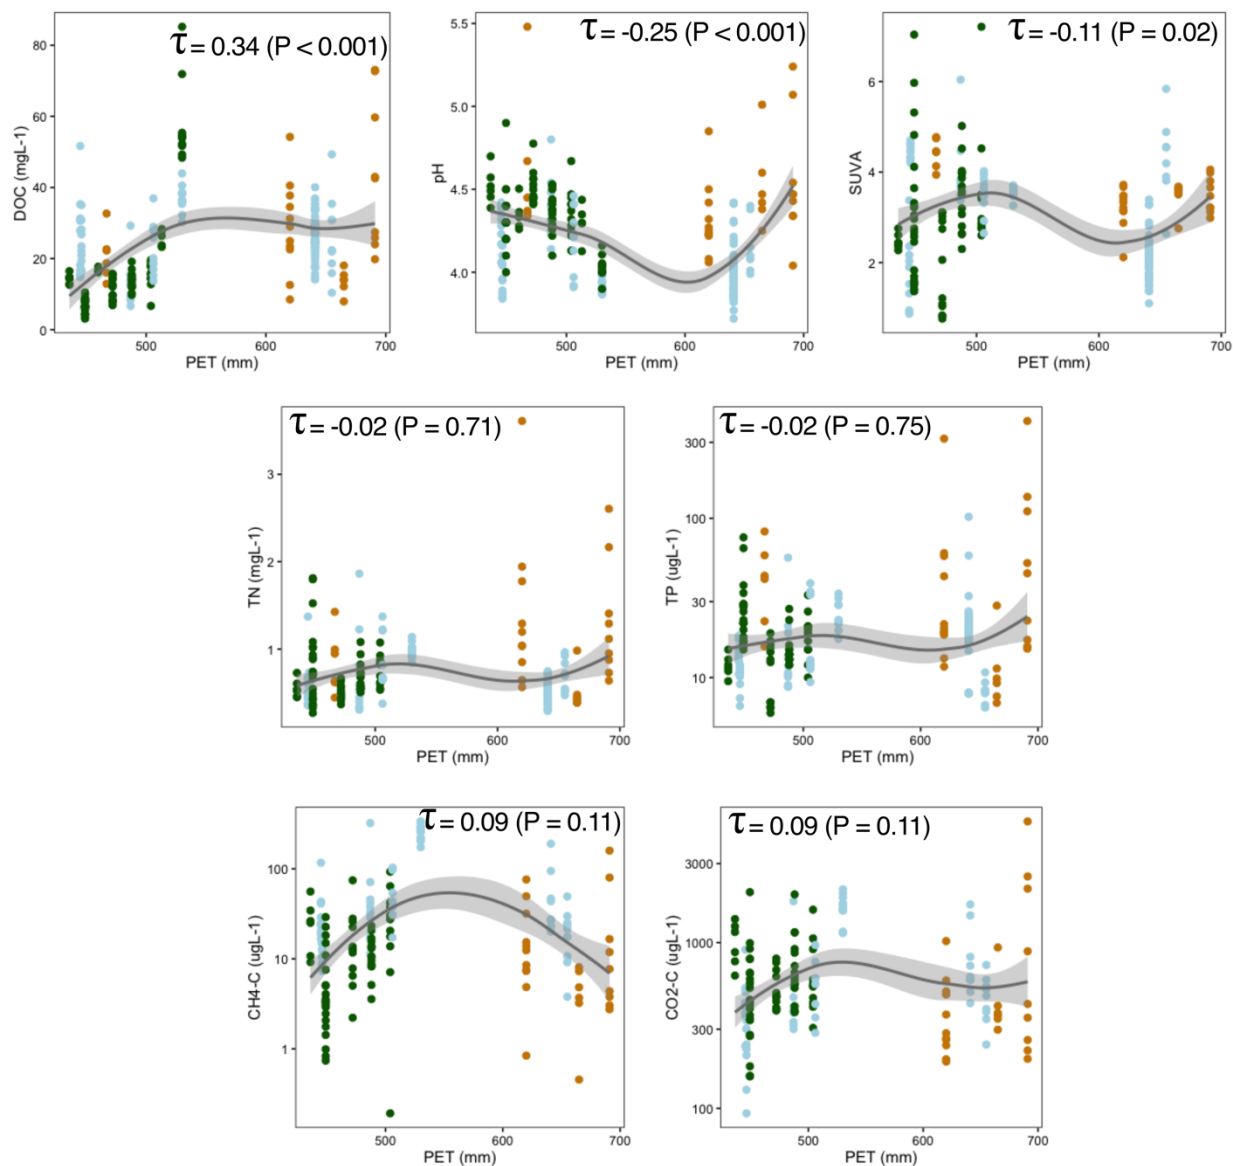 τ = 0.34 (P < 0.001)
DOC (mgL-1)
80
60
40
20
0
500
600
700
PET (mm)
τ = -0.25 (P < 0.001)
pH
5.5
5.0
4.5
4.0
500
600
700
PET (mm)
τ = -0.11 (P = 0.02)
SUVA
6
4
2
500
600
700
PET (mm)
τ = -0.02 (P = 0.71)
TN (mgL-1)
3
2
1
500
600
700
PET (mm)
τ = -0.02 (P = 0.75)
TP (ugL-1)
300
100
30
10
500
600
700
PET (mm)
τ = 0.09 (P = 0.11)
CH4-C (ugL-1)
100
10
1
500
600
700
PET (mm)
τ = 0.09 (P = 0.11)
CO2-C (ugL-1)
3000
1000
300
100
500
600
700
PET (mm)